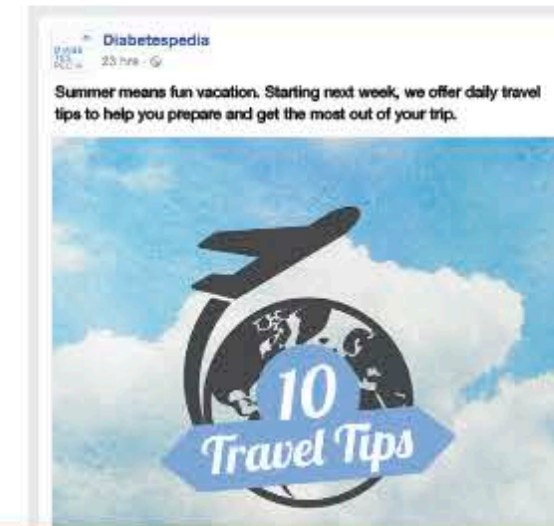 Diabetespedia
23 hrs
Summer means fun vacation. Starting next week, we offer daily travel
tips to help you prepare and get the most out of your trip.
10
Travel Tips